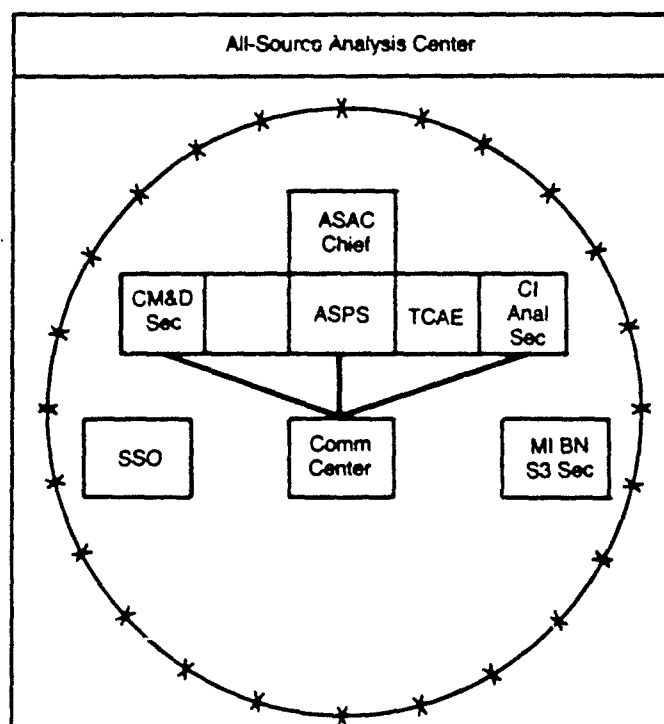 All-Source Analysis Center
ASAC
Chief
CM&D
Sec
ASPS
TCAE
CI
Anal
Sec
SSO
Comm
Center
MI BN
S3 Sec